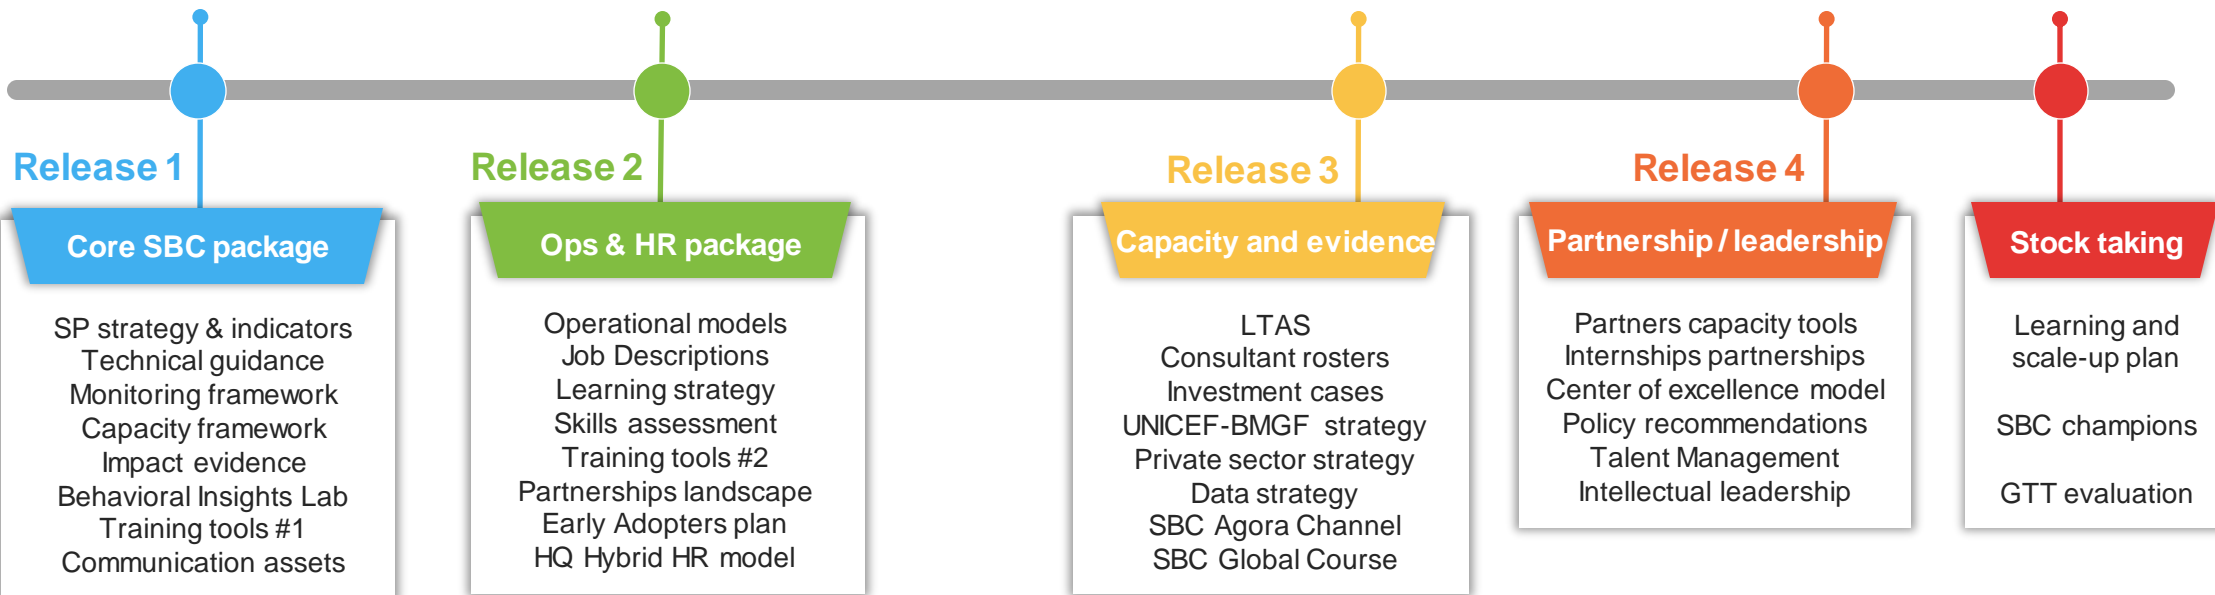 Release 1
Core SBC package
SP strategy & indicators
Technical guidance
Monitoring framework
Capacity framework
Impact evidence
Behavioral Insights Lab
Training tools #1
Communication assets
Release 2
Ops & HR package
Operational models
Job Descriptions
Learning strategy
Skills assessment
Training tools #2
Partnerships landscape
Early Adopters plan
HQ Hybrid HR model
Release 3
Capacity and evidence
LTAS
Consultant rosters
Investment cases
UNICEF-BMGF strategy
Private sector strategy
Data strategy
SBC Agora Channel
SBC Global Course
Release 4
Partnership / leadership
Partners capacity tools
Internships partnerships
Center of excellence model
Policy recommendations
Talent Management
Intellectual leadership
Stock taking
Learning and
scale-up plan
SBC champions
GTT evaluation